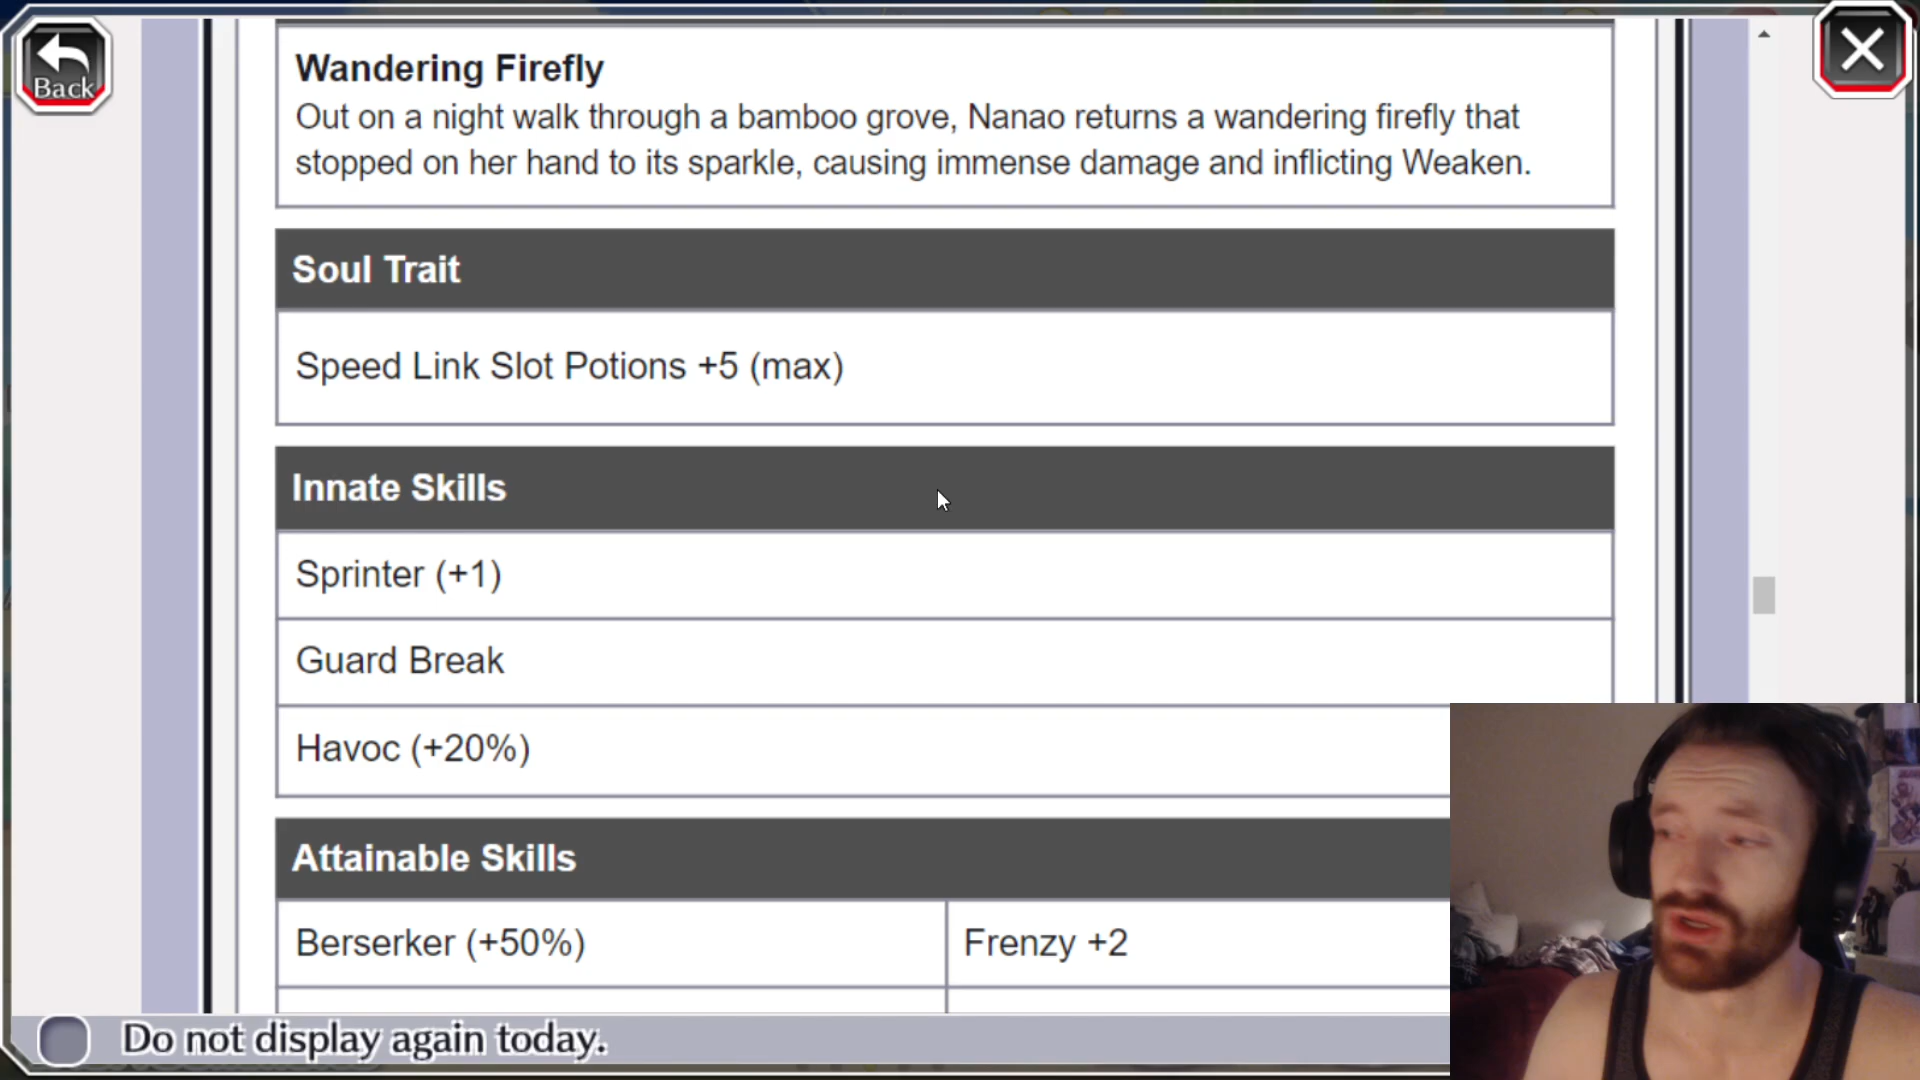 Back
Wandering Firefly
Out on a night walk through a bamboo grove, Nanao returns a wandering firefly that
stopped on her hand to its sparkle, causing immense damage and inflicting Weaken.
Soul Trait
Speed Link Slot Potions +5 (max)
Innate Skills
Sprinter (+1)
Guard Break
Havoc (+20%)
Attainable Skills
Berserker (+50%)
Frenzy +2
Do not display again today.